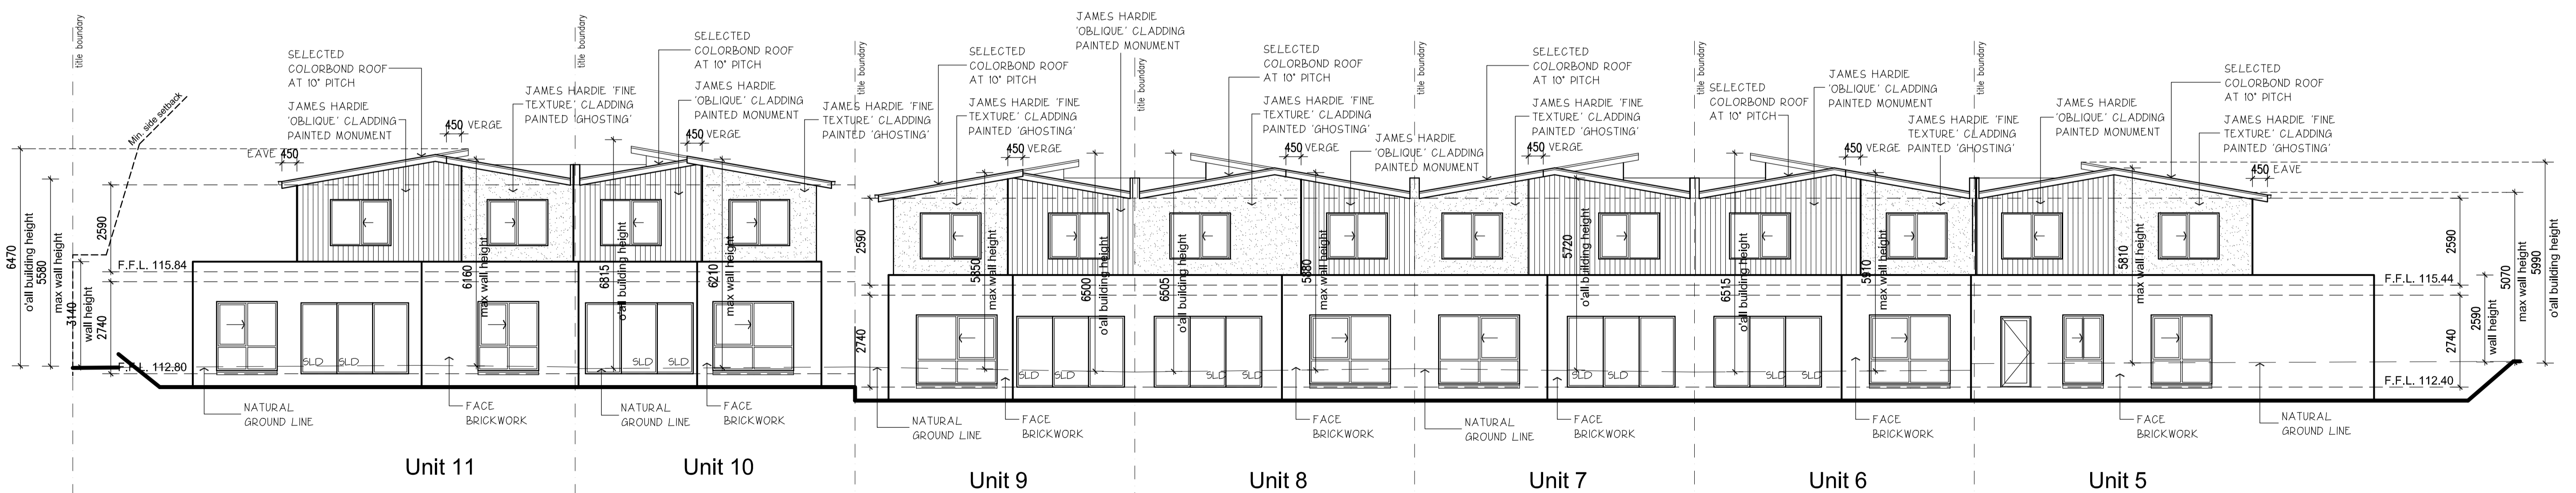 title boundary
Min. side setback
6470
o'all building height
5580
max wall height
3140
wall height
2590
2740
F.F.L. 115.84
F.F.L. 112.80
SELECTED
COLORBOND ROOF
AT 10° PITCH
JAMES HARDIE
'OBLIQUE' CLADDING
PAINTED MONUMENT
EAVE 450
450 VERGE
JAMES HARDIE 'FINE
TEXTURE' CLADDING
PAINTED 'GHOSTING'
6160
max wall height
SLD
SLD
NATURAL
GROUND LINE
FACE
BRICKWORK
Unit 11
title boundary
SELECTED
COLORBOND ROOF
AT 10° PITCH
JAMES HARDIE
'OBLIQUE' CLADDING
PAINTED MONUMENT
450 VERGE
JAMES HARDIE 'FINE
TEXTURE' CLADDING
PAINTED 'GHOSTING'
6815
o'all building height
6210
max wall height
SLD
SLD
NATURAL
GROUND LINE
FACE
BRICKWORK
Unit 10
title boundary
2590
2740
SELECTED
COLORBOND ROOF
AT 10° PITCH
JAMES HARDIE 'FINE
TEXTURE' CLADDING
PAINTED 'GHOSTING'
450 VERGE
JAMES HARDIE
'OBLIQUE' CLADDING
PAINTED MONUMENT
5850
max wall height
6500
o'all building height
SLD
SLD
NATURAL
GROUND LINE
FACE
BRICKWORK
Unit 9
title boundary
SELECTED
COLORBOND ROOF
AT 10° PITCH
JAMES HARDIE 'FINE
TEXTURE' CLADDING
PAINTED 'GHOSTING'
450 VERGE
JAMES HARDIE
'OBLIQUE' CLADDING
PAINTED MONUMENT
6505
o'all building height
5880
max wall height
SLD
SLD
FACE
BRICKWORK
Unit 8
title boundary
SELECTED
COLORBOND ROOF
AT 10° PITCH
JAMES HARDIE 'FINE
TEXTURE' CLADDING
PAINTED 'GHOSTING'
450 VERGE
5720
o'all building height
SLD
SLD
NATURAL
GROUND LINE
FACE
BRICKWORK
Unit 7
title boundary
SELECTED
COLORBOND ROOF
AT 10° PITCH
JAMES HARDIE
'OBLIQUE' CLADDING
PAINTED MONUMENT
450 VERGE
JAMES HARDIE 'FINE
TEXTURE' CLADDING
PAINTED 'GHOSTING'
6515
o'all building height
5910
max wall height
SLD
SLD
FACE
BRICKWORK
Unit 6
title boundary
JAMES HARDIE
'OBLIQUE' CLADDING
PAINTED MONUMENT
SELECTED
COLORBOND ROOF
AT 10° PITCH
JAMES HARDIE 'FINE
TEXTURE' CLADDING
PAINTED 'GHOSTING'
450 EAVE
5810
max wall height
FACE
BRICKWORK
NATURAL
GROUND LINE
Unit 5
F.F.L. 115.44
F.F.L. 112.40
2590
2740
2590
wall height
5070
max wall height
5990
o'all building height